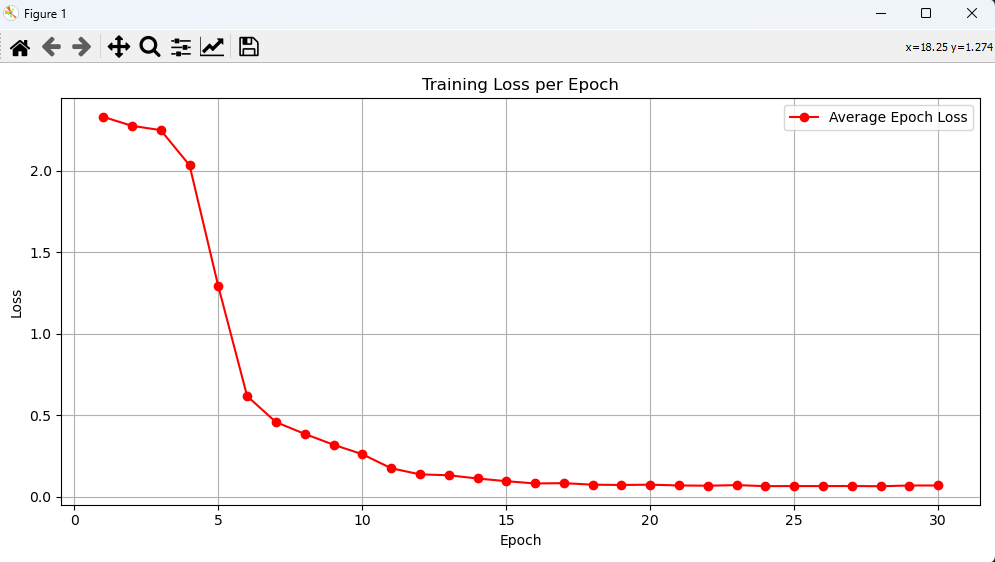 Figure 1
x=18.25 y=1.274
Training Loss per Epoch
Average Epoch Loss
2.0
1.5
1.0
0.5
0.0
Loss
0 5 10 15 20 25 30
Epoch